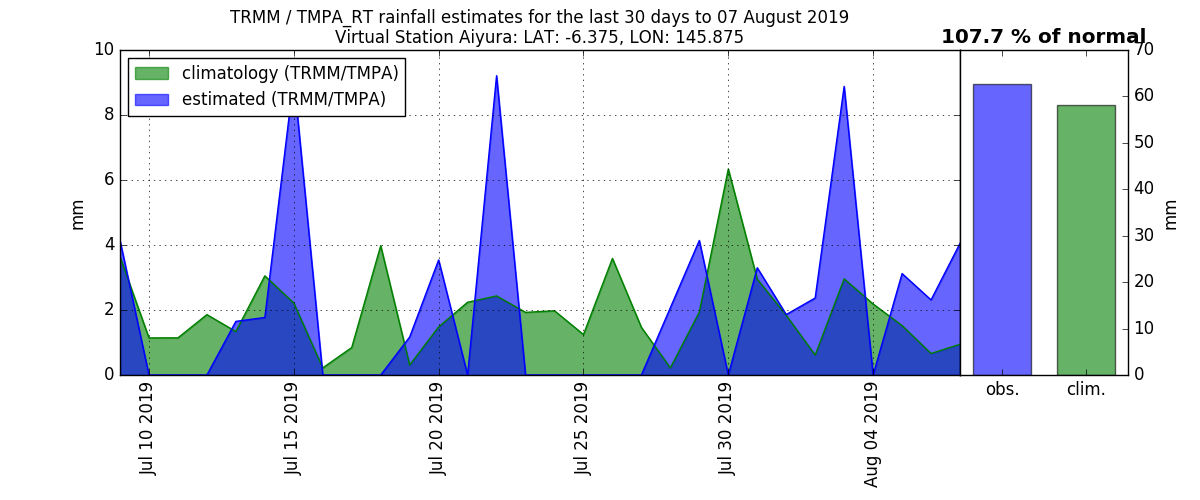 TRMM / TMPA_RT rainfall estimates for the last 30 days to 07 August 2019
Virtual Station Aiyura: LAT: -6.375, LON: 145.875
107.7 % of normal
climatology (TRMM/TMPA)
estimated (TRMM/TMPA)
10
8
6
4
2
0
mm
Jul 10 2019
Jul 15 2019
Jul 20 2019
Jul 25 2019
Jul 30 2019
Aug 04 2019
obs.
clim.
70
60
50
40
30
20
10
0
mm